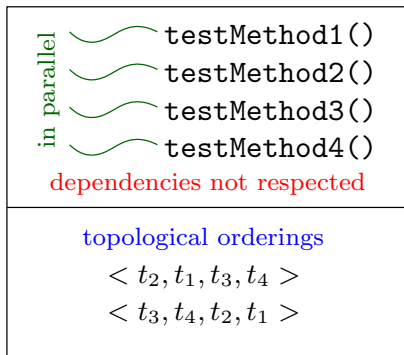 in parallel
testMethod1()
testMethod2()
testMethod3()
testMethod4()
dependencies not respected
topological orderings
< t₂, t₁, t₃, t₄ >
< t₃, t₄, t₂, t₁ >